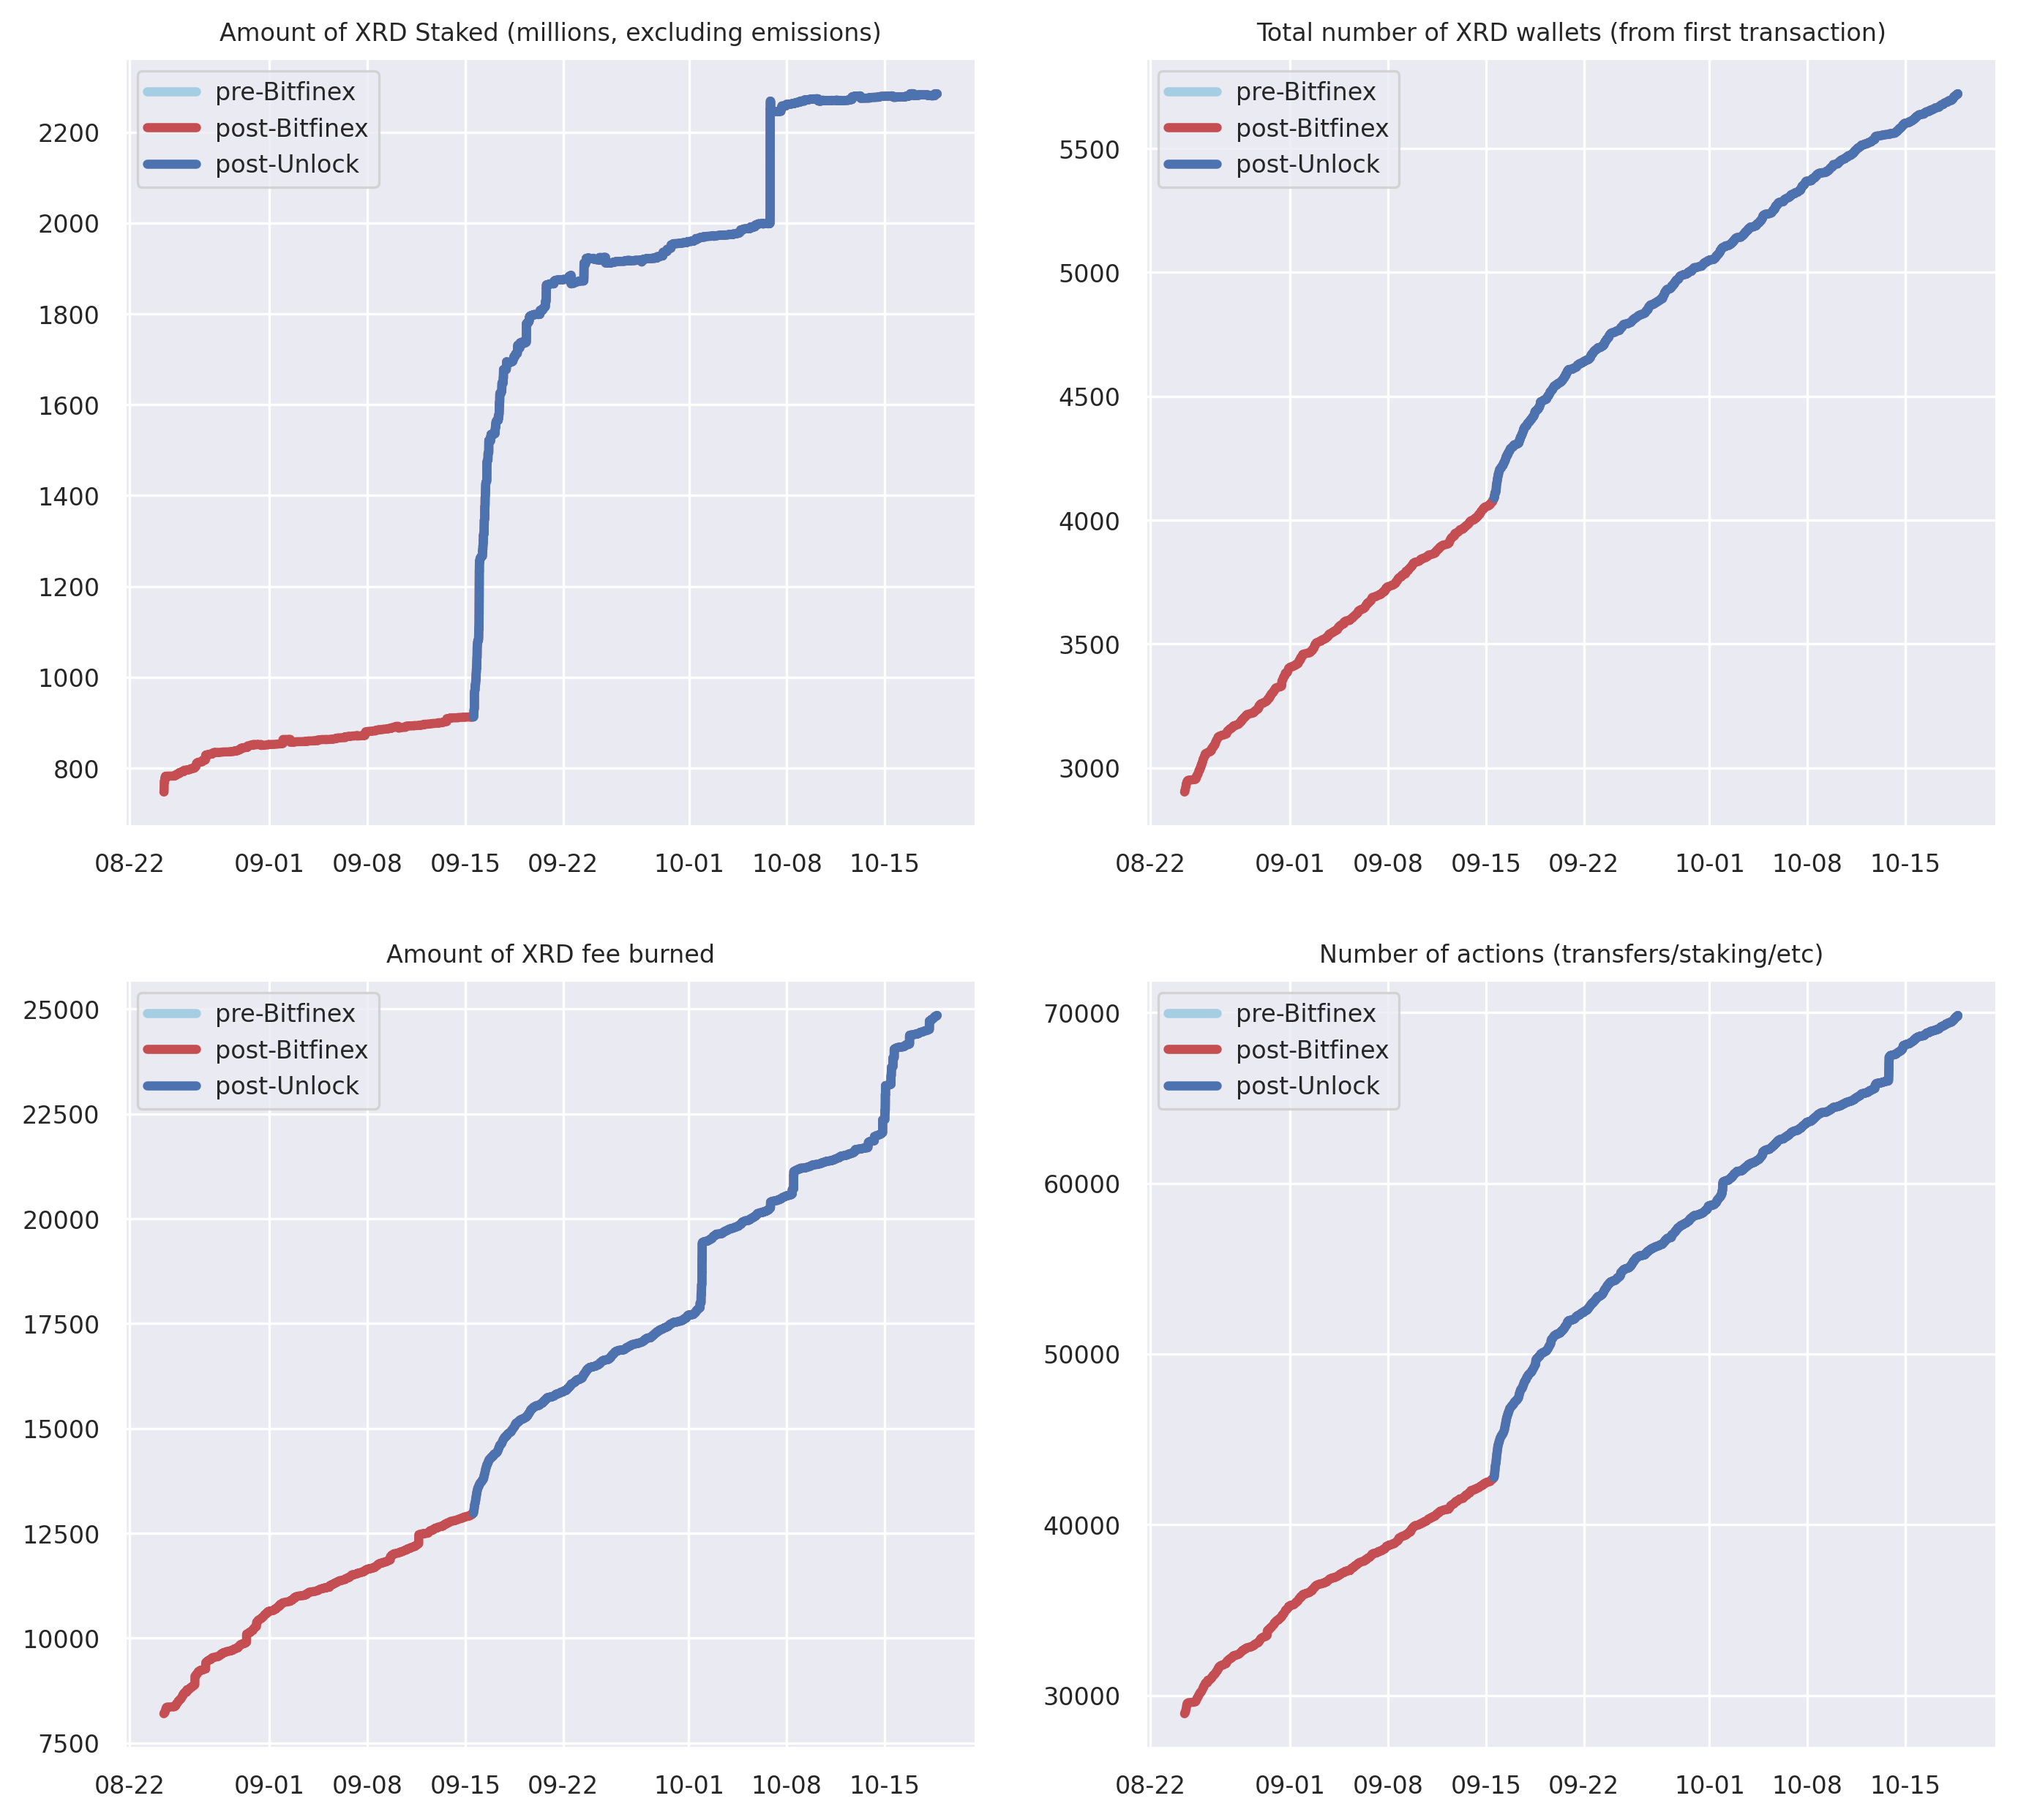 Amount of XRD Staked (millions, excluding emissions)
pre-Bitfinex
post-Bitfinex
post-Unlock
2200
2000
1800
1600
1400
1200
1000
800
08-22 09-01 09-08 09-15 09-22 10-01 10-08 10-15
Total number of XRD wallets (from first transaction)
pre-Bitfinex
post-Bitfinex
post-Unlock
5500
5000
4500
4000
3500
3000
08-22 09-01 09-08 09-15 09-22 10-01 10-08 10-15
Amount of XRD fee burned
pre-Bitfinex
post-Bitfinex
post-Unlock
25000
22500
20000
17500
15000
12500
10000
7500
08-22 09-01 09-08 09-15 09-22 10-01 10-08 10-15
Number of actions (transfers/staking/etc)
pre-Bitfinex
post-Bitfinex
post-Unlock
70000
60000
50000
40000
30000
08-22 09-01 09-08 09-15 09-22 10-01 10-08 10-15